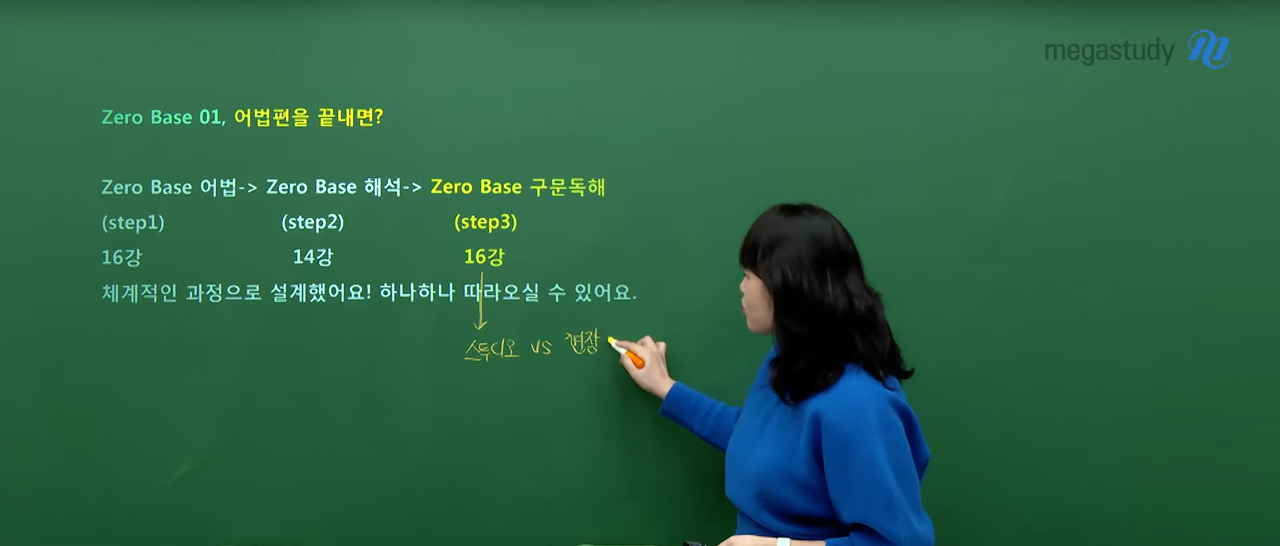 megastudy
Zero Base 01, 어법편을 끝내면?
Zero Base 어법-> Zero Base 해석-> Zero Base 구문독해
(step1) (step2) (step3)
16강 14강 16강
체계적인 과정으로 설계했어요! 하나하나 따라오실 수 있어요.
스튜디오 vs 현장